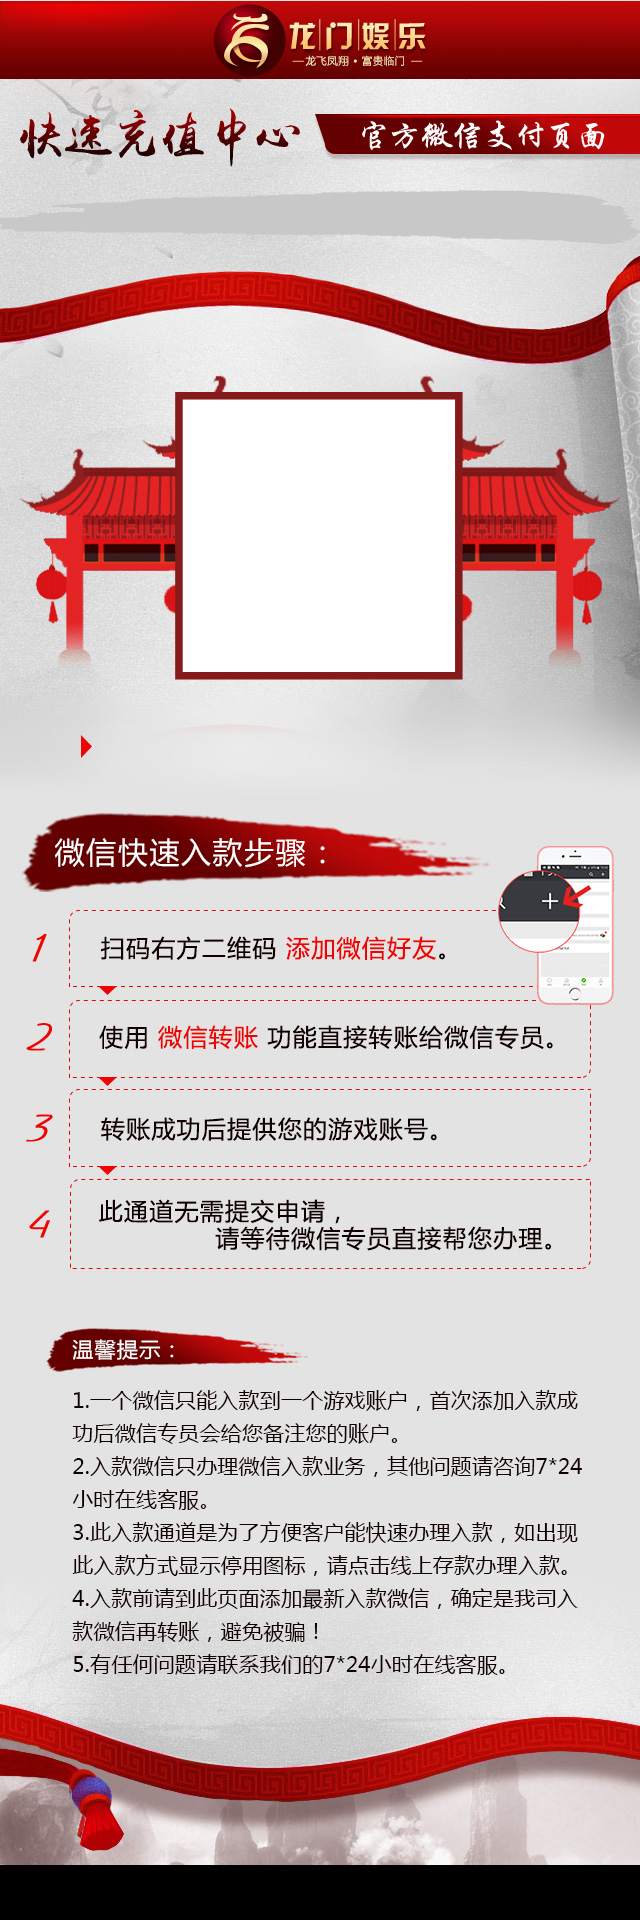 龙门娱乐
龙飞凤翔·富贵临门
快速充值中心
官方微信支付页面
微信快速入款步骤：
1 扫码右方二维码 添加微信好友。
2 使用 微信转账 功能直接转账给微信专员。
3 转账成功后提供您的游戏账号。
4 此通道无需提交申请，
请等待微信专员直接帮您办理。
温馨提示：
1.一个微信只能入款到一个游戏账户，首次添加入款成
功后微信专员会给您备注您的账户。
2.入款微信只办理微信入款业务，其他问题请咨询7*24
小时在线客服。
3.此入款通道是为了方便客户能快速办理入款，如出现
此入款方式显示停用图标，请点击线上存款办理入款。
4.入款前请到此页面添加最新入款微信，确定是我司入
款微信再转账，避免被骗！
5.有任何问题请联系我们的7*24小时在线客服。